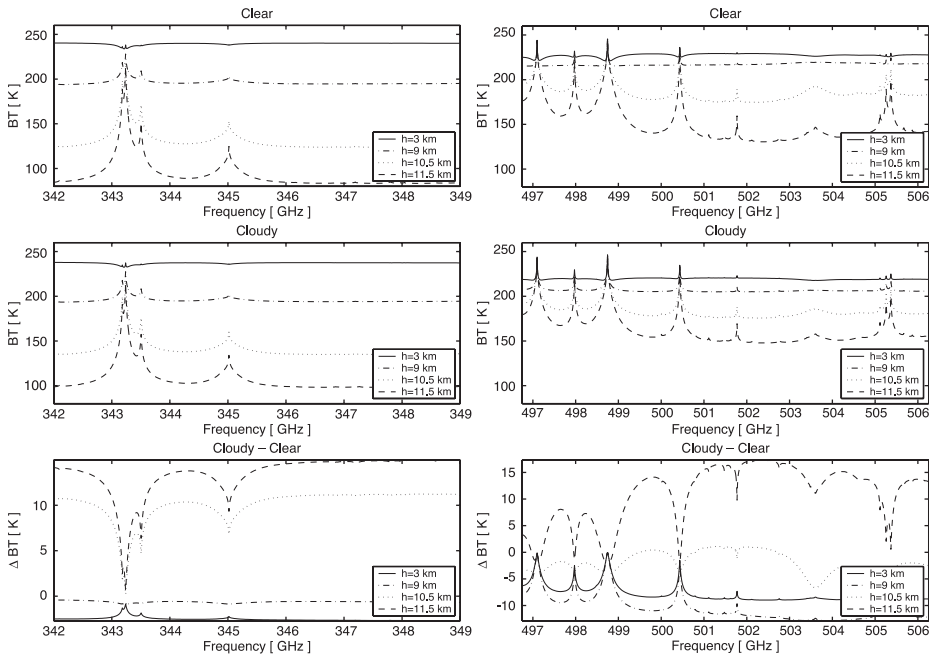 Clear
BT [ K ]
250
200
150
100
h=3 km
h=9 km
h=10.5 km
h=11.5 km
342 343 344 345 346 347 348 349
Frequency [ GHz ]
Clear
BT [ K ]
250
200
150
100
h=3 km
h=9 km
h=10.5 km
h=11.5 km
497 498 499 500 501 502 503 504 505 506
Frequency [ GHz ]
Cloudy
BT [ K ]
250
200
150
100
h=3 km
h=9 km
h=10.5 km
h=11.5 km
342 343 344 345 346 347 348 349
Frequency [ GHz ]
Cloudy
BT [ K ]
250
200
150
100
h=3 km
h=9 km
h=10.5 km
h=11.5 km
497 498 499 500 501 502 503 504 505 506
Frequency [ GHz ]
Cloudy – Clear
Δ BT [ K ]
10
5
0
h=3 km
h=9 km
h=10.5 km
h=11.5 km
342 343 344 345 346 347 348 349
Frequency [ GHz ]
Cloudy – Clear
Δ BT [ K ]
15
10
5
0
-5
-10
h=3 km
h=9 km
h=10.5 km
h=11.5 km
497 498 499 500 501 502 503 504 505 506
Frequency [ GHz ]